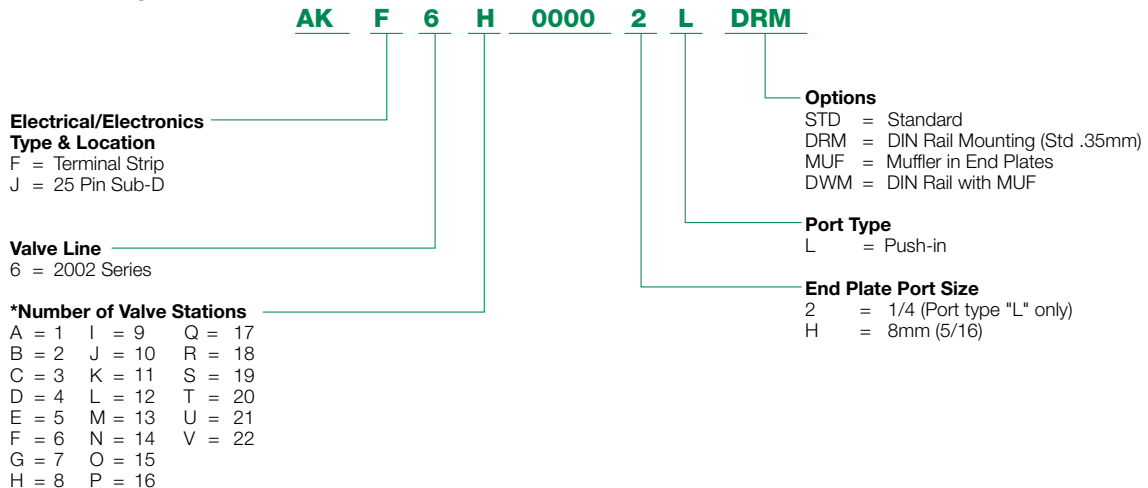 AK F 6 H 0000 2 L DRM
Electrical/Electronics
Type & Location
F = Terminal Strip
J = 25 Pin Sub-D
Valve Line
6 = 2002 Series
*Number of Valve Stations
A = 1 I = 9 Q = 17
B = 2 J = 10 R = 18
C = 3 K = 11 S = 19
D = 4 L = 12 T = 20
E = 5 M = 13 U = 21
F = 6 N = 14 V = 22
G = 7 O = 15
H = 8 P = 16
Options
STD = Standard
DRM = DIN Rail Mounting (Std .35mm)
MUF = Muffler in End Plates
DWM = DIN Rail with MUF
Port Type
L = Push-in
End Plate Port Size
2 = 1/4 (Port type "L" only)
H = 8mm (5/16)